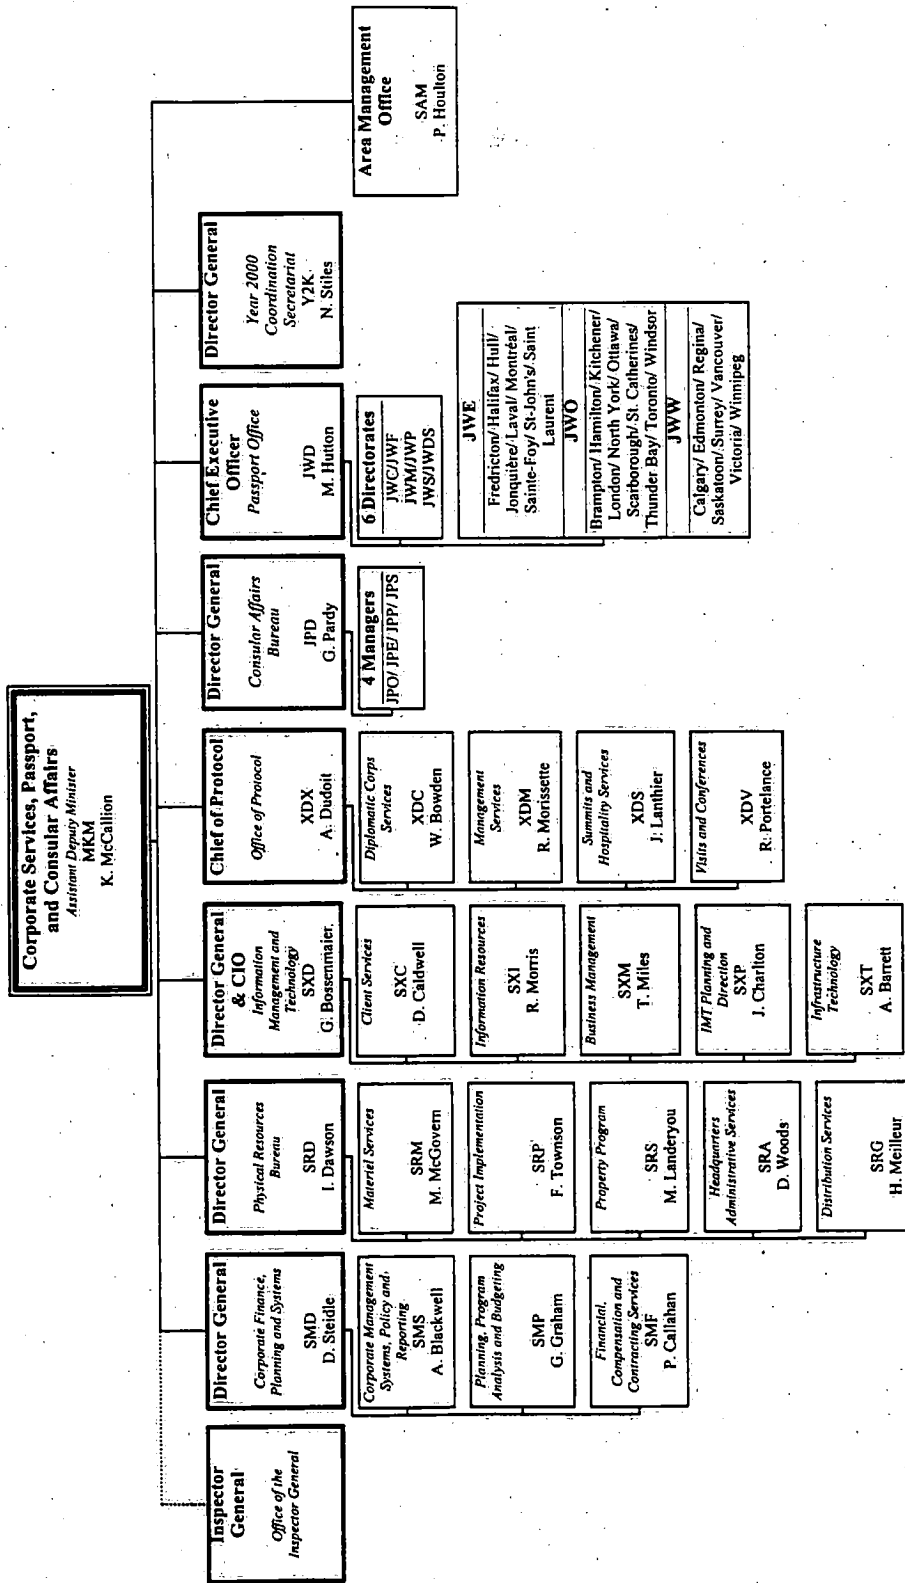 Corporate Services, Passport,
and Consular Affairs
Assistant Deputy Minister
MKM
K. McCallion
Inspector
General
Office of the
Inspector General
Director General
Corporate Finance,
Planning and Systems
SMD
D. Steidle
Corporate Management
Systems, Policy and
Reporting
SMS
A. Blackwell
Planning, Program
Analysis and Budgeting
SMP
G. Graham
Financial,
Compensation and
Contracting Services
SMF
P. Callahan
Director General
Physical Resources
Bureau
SRD
I. Dawson
Materiel Services
SRM
M. McGovern
Project Implementation
SRP
F. Townson
Property Program
SRS
M. Landeryou
Headquarters
Administrative Services
SRA
D. Woods
Distribution Services
SRG
H. Meilleur
Director General
& CIO
Information
Management and
Technology
SXD
G. Bossenmaier
Client Services
SXC
D. Caldwell
Information Resources
SXI
R. Morris
Business Management
SXM
T. Miles
IMT Planning and
Direction
SXP
J. Charlton
Infrastructure
Technology
SXT
A. Barrett
Chief of Protocol
Office of Protocol
XDX
A. Dudoit
Diplomatic Corps
Services
XDC
W. Bowden
Management
Services
XDM
R. Morissette
Summits and
Hospitality Services
XDS
J. Lanthier
Visits and Conferences
XDV
R. Portelance
Director General
Consular Affairs
Bureau
JPD
G. Pardy
4 Managers
JPO/ JPE/ JPP/ JPS
Chief Executive
Officer
Passport Office
JWD
M. Hutton
6 Directorates
JWC/JWF
JWM/JWP
JWS/JWDS
JWE
Fredricton/ Halifax/ Hull/
Jonquière/ Laval/ Montréal/
Sainte-Foy/ St-John's/ Saint
Laurent
JWO
Brampton/ Hamilton/ Kitchener/
London/ North York/ Ottawa/
Scarborough/ St. Catherines/
Thunder Bay/ Toronto/ Windsor
JWW
Calgary/ Edmonton/ Regina/
Saskatoon/ Surrey/ Vancouver/
Victoria/ Winnipeg
Director General
Year 2000
Coordination
Secretariat
Y2K
N. Stiles
Area Management
Office
SAM
P. Houlton